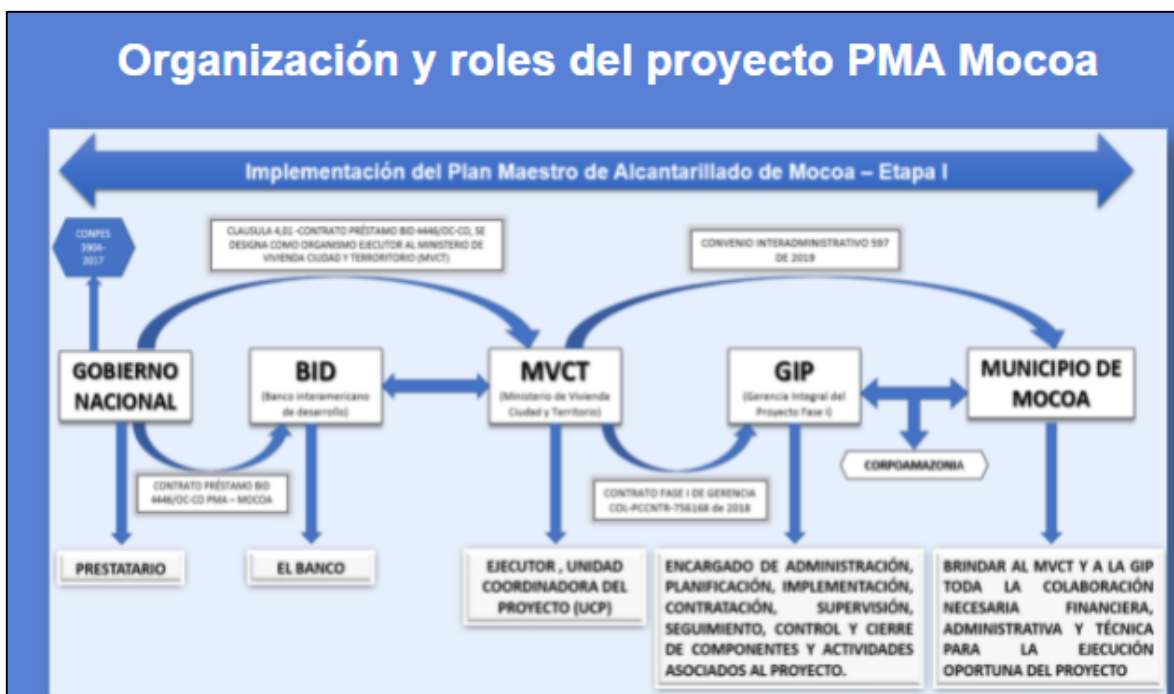 Organización y roles del proyecto PMA Mocoa
Implementación del Plan Maestro de Alcantarillado de Mocoa – Etapa I
CONPES
3904-
2017
CLAUSULA 4,01 -CONTRATO PRÉSTAMO BID 4446/OC-CO, SE
DESIGNA COMO ORGANISMO EJECUTOR AL MINISTERIO DE
VIVIENDA CIUDAD Y TERRORITORIO (MVCT)
CONVENIO INTERADMINISTRATIVO 597
DE 2019
GOBIERNO
NACIONAL
BID
(Banco interamericano
de desarrollo)
MVCT
(Ministerio de Vivienda
Ciudad y Territorio)
GIP
(Gerencia Integral del
Proyecto Fase I)
MUNICIPIO DE
MOCOA
CORPOAMAZONIA
CONTRATO PRÉSTAMO BID
4446/OC-CO PMA – MOCOA
CONTRATO FASE I DE GERENCIA
COL-PCCNTR-756168 de 2018
PRESTATARIO
EL BANCO
EJECUTOR , UNIDAD
COORDINADORA DEL
PROYECTO (UCP)
ENCARGADO DE ADMINISTRACIÓN,
PLANIFICACIÓN, IMPLEMENTACIÓN,
CONTRATACIÓN, SUPERVISIÓN,
SEGUIMIENTO, CONTROL Y CIERRE
DE COMPONENTES Y ACTIVIDADES
ASOCIADOS AL PROYECTO.
BRINDAR AL MVCT Y A LA GIP
TODA LA COLABORACIÓN
NECESARIA FINANCIERA,
ADMINISTRATIVA Y TÉCNICA
PARA LA EJECUCIÓN
OPORTUNA DEL PROYECTO